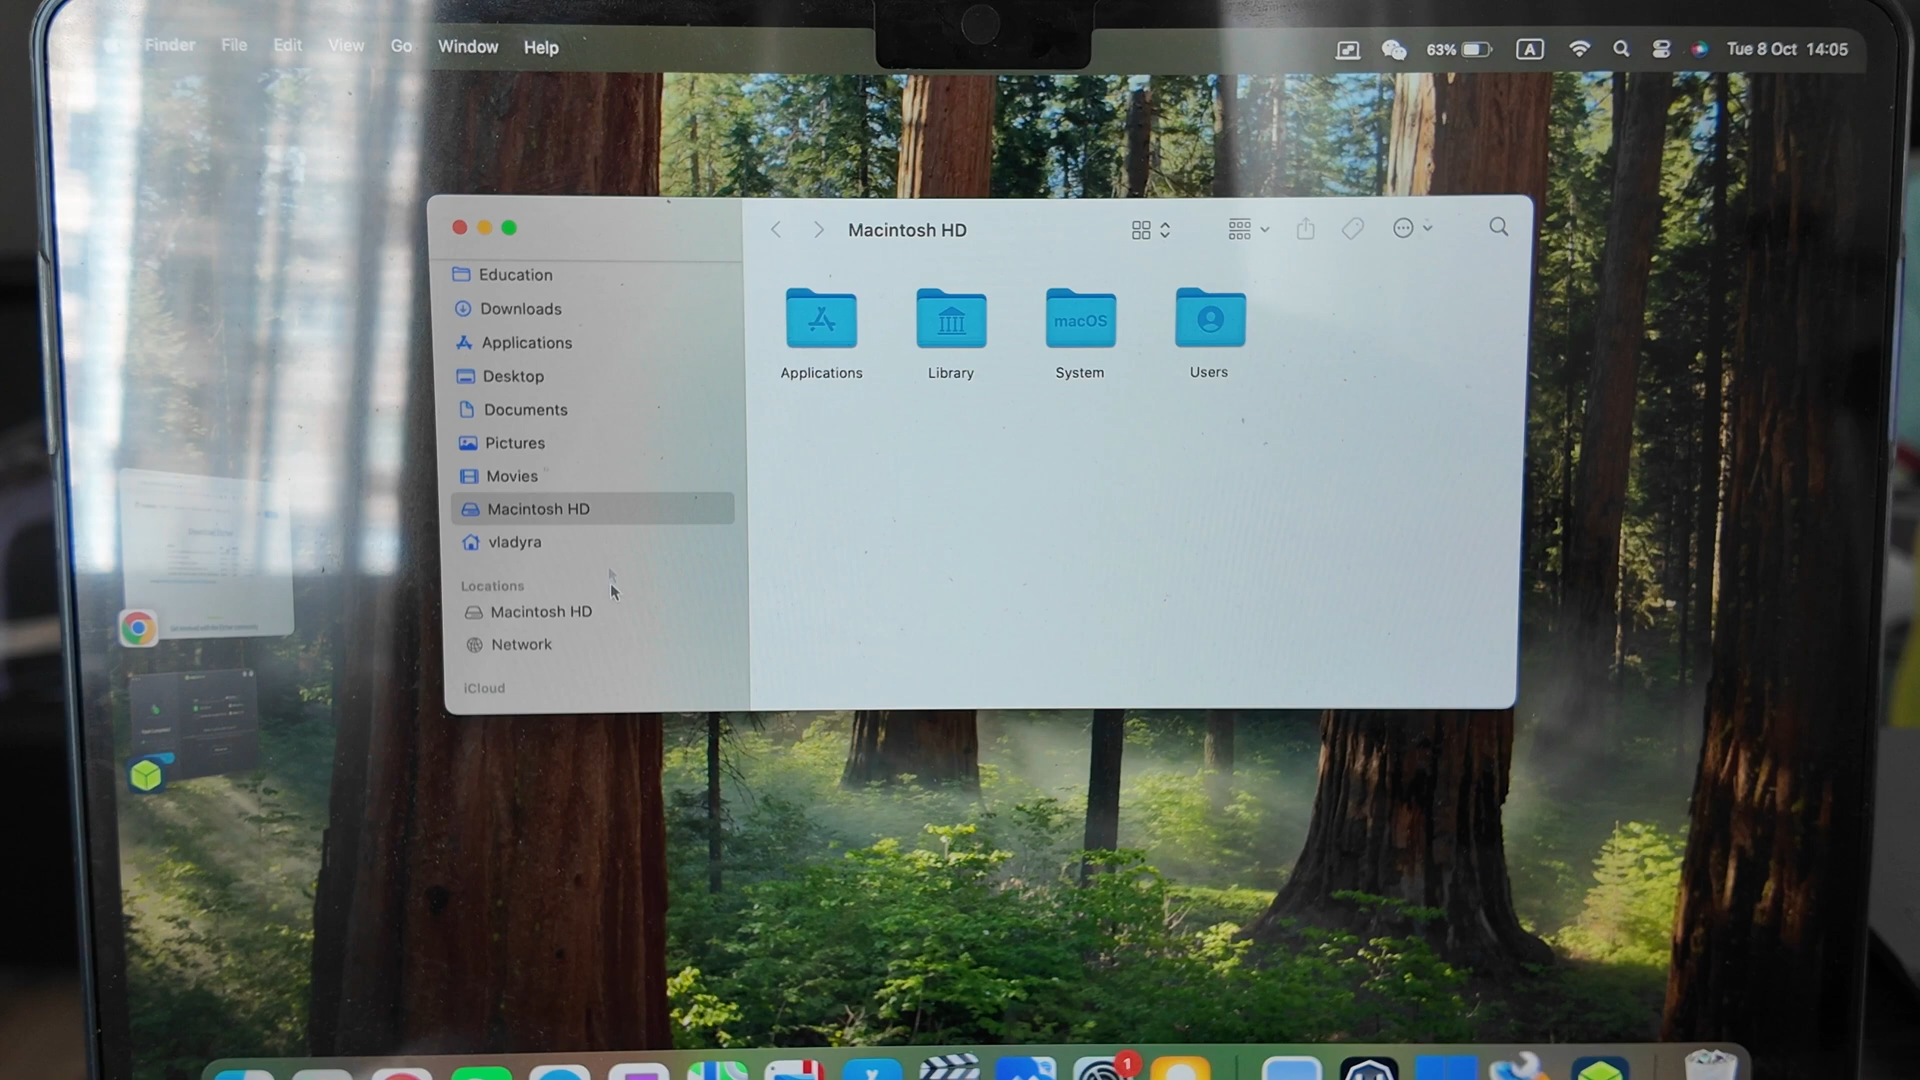 Finder File Edit View Go Window Help
63% A Tue 8 Oct 14:05
Macintosh HD
Education
Downloads
Applications
Desktop
Documents
Pictures
Movies
Macintosh HD
vladyra
Locations
Macintosh HD
Network
iCloud
macOS
Applications Library System Users
1